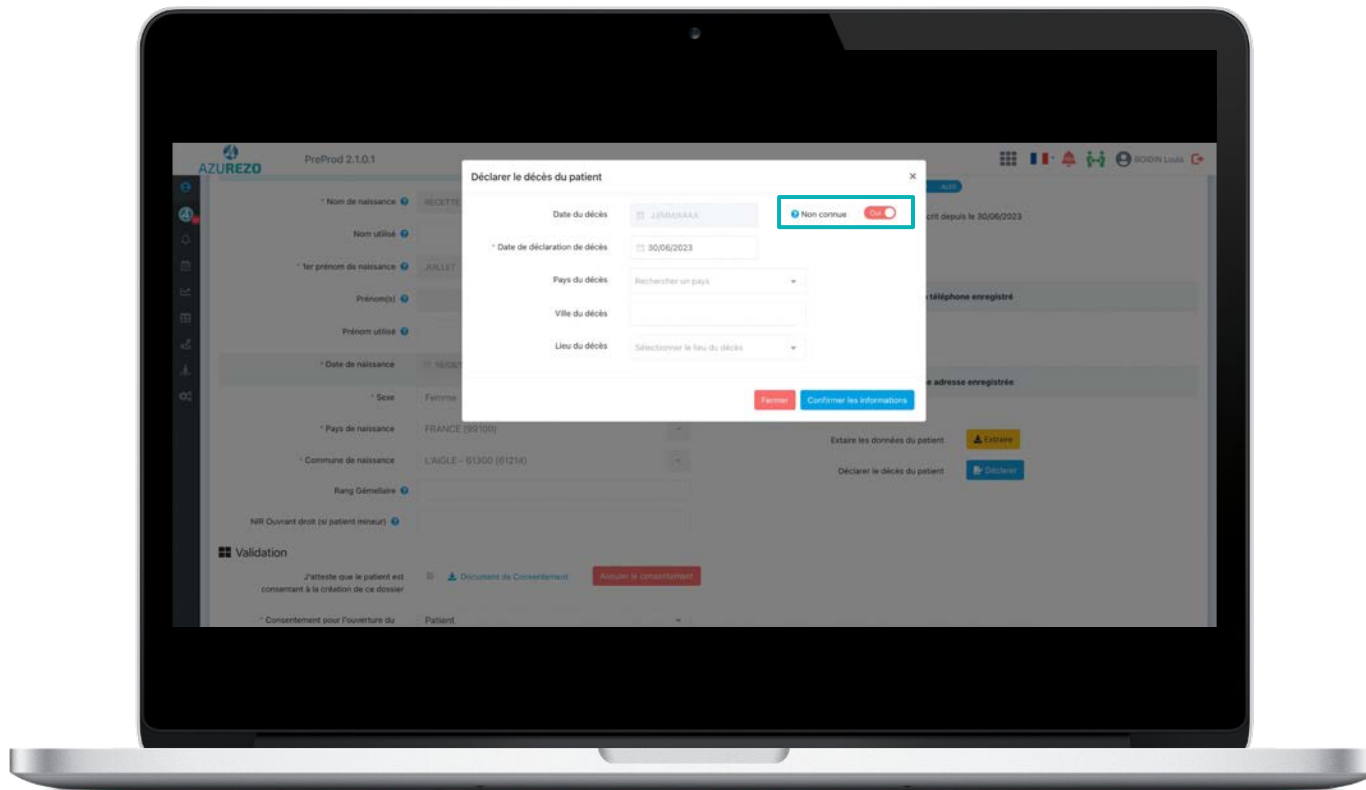 AZUREZO
PreProd 2.1.0.1
BOIDIN Louis
Déclarer le décès du patient
×
Date du décès JJ/MM/AAAA Non connue Oui
* Date de déclaration de décès 30/06/2023
Pays du décès Rechercher un pays
Ville du décès
Lieu du décès Sélectionner le lieu du décès
Fermer Confirmer les informations
* Nom de naissance RECETTE
Nom utilisé
* 1er prénom de naissance JUILLET
Prénom(s)
Prénom utilisé
* Date de naissance
* Sexe Femme
* Pays de naissance FRANCE (99100)
* Commune de naissance L'AIGLE - 61300 (61214)
Rang Gémellaire
NIR Ouvrant droit (si patient mineur)
crit depuis le 30/06/2023
téléphone enregistré
e adresse enregistrée
Extaire les données du patient Extraire
Déclarer le décès du patient Déclarer
Validation
J'atteste que le patient est
consentant à la création de ce dossier
Document de Consentement Annuler le consentement
* Consentement pour l'ouverture du Patient